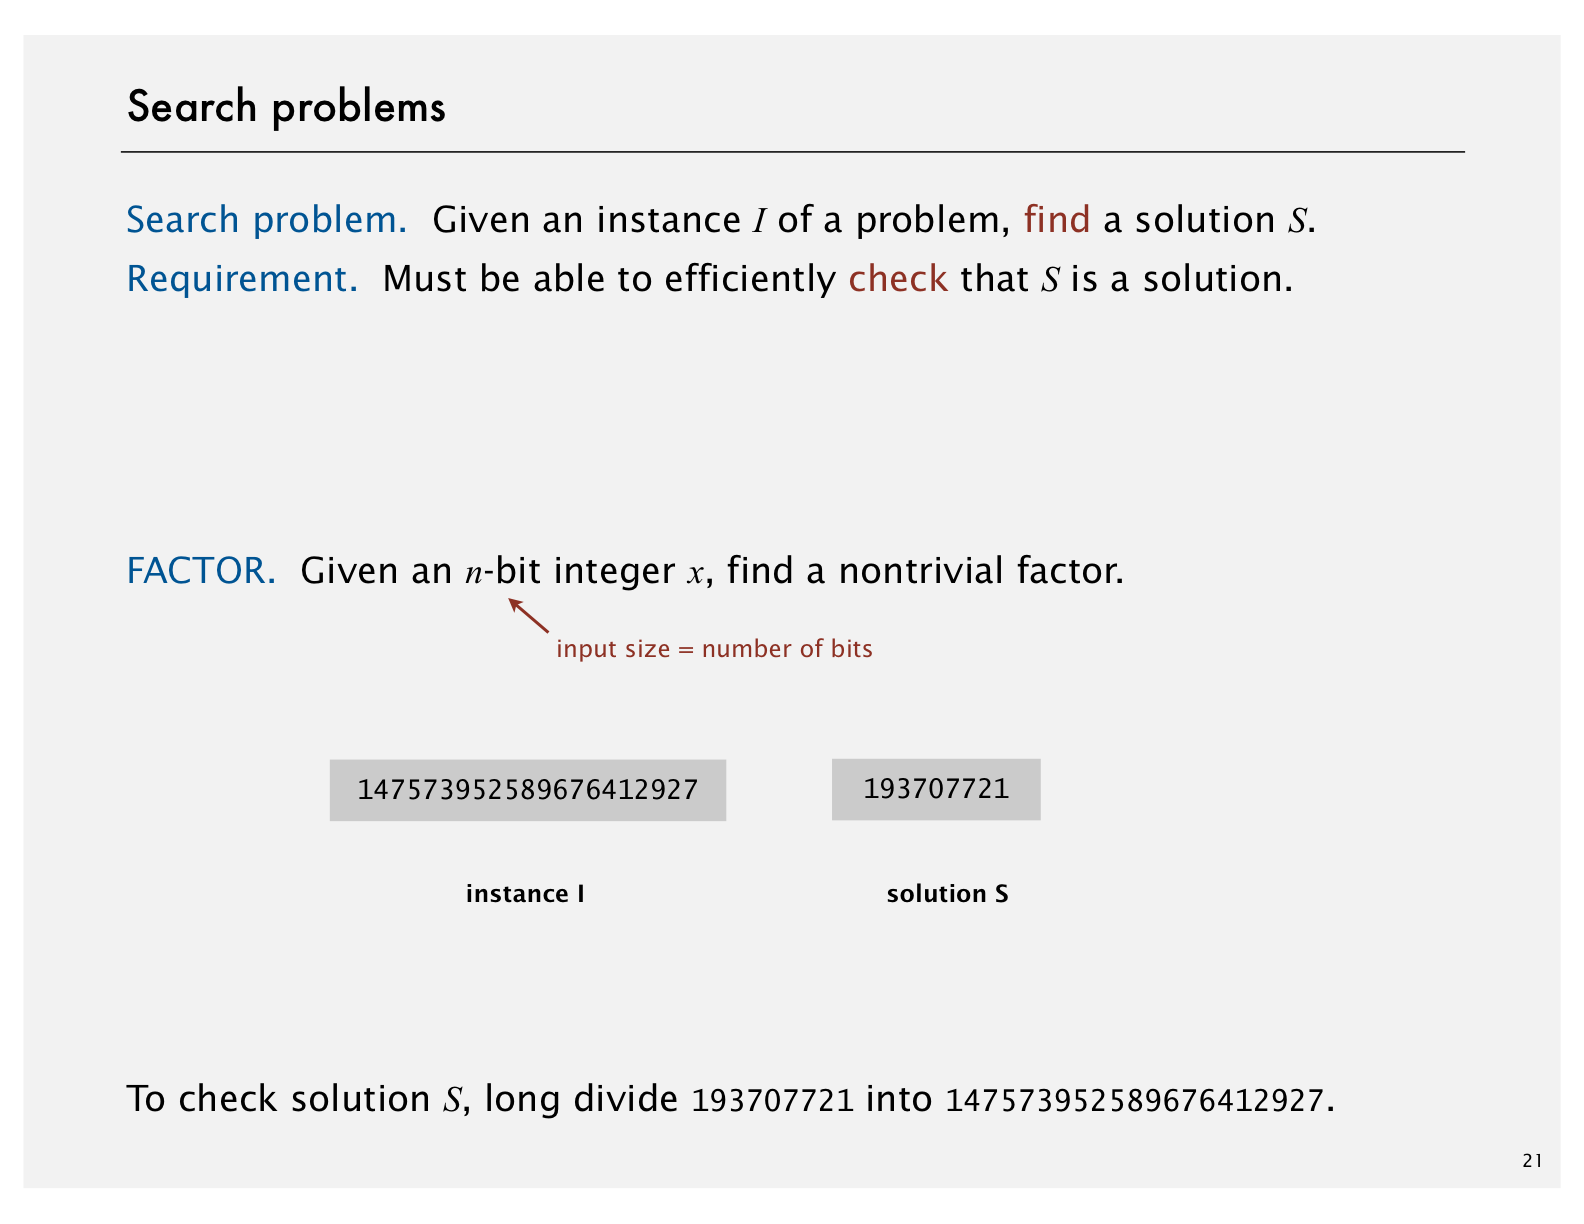 Search problems
Search problem. Given an instance I of a problem, find a solution S.
Requirement. Must be able to efficiently check that S is a solution.
FACTOR. Given an n-bit integer x, find a nontrivial factor.
input size = number of bits
147573952589676412927
193707721
instance I
solution S
To check solution S, long divide 193707721 into 147573952589676412927.
21